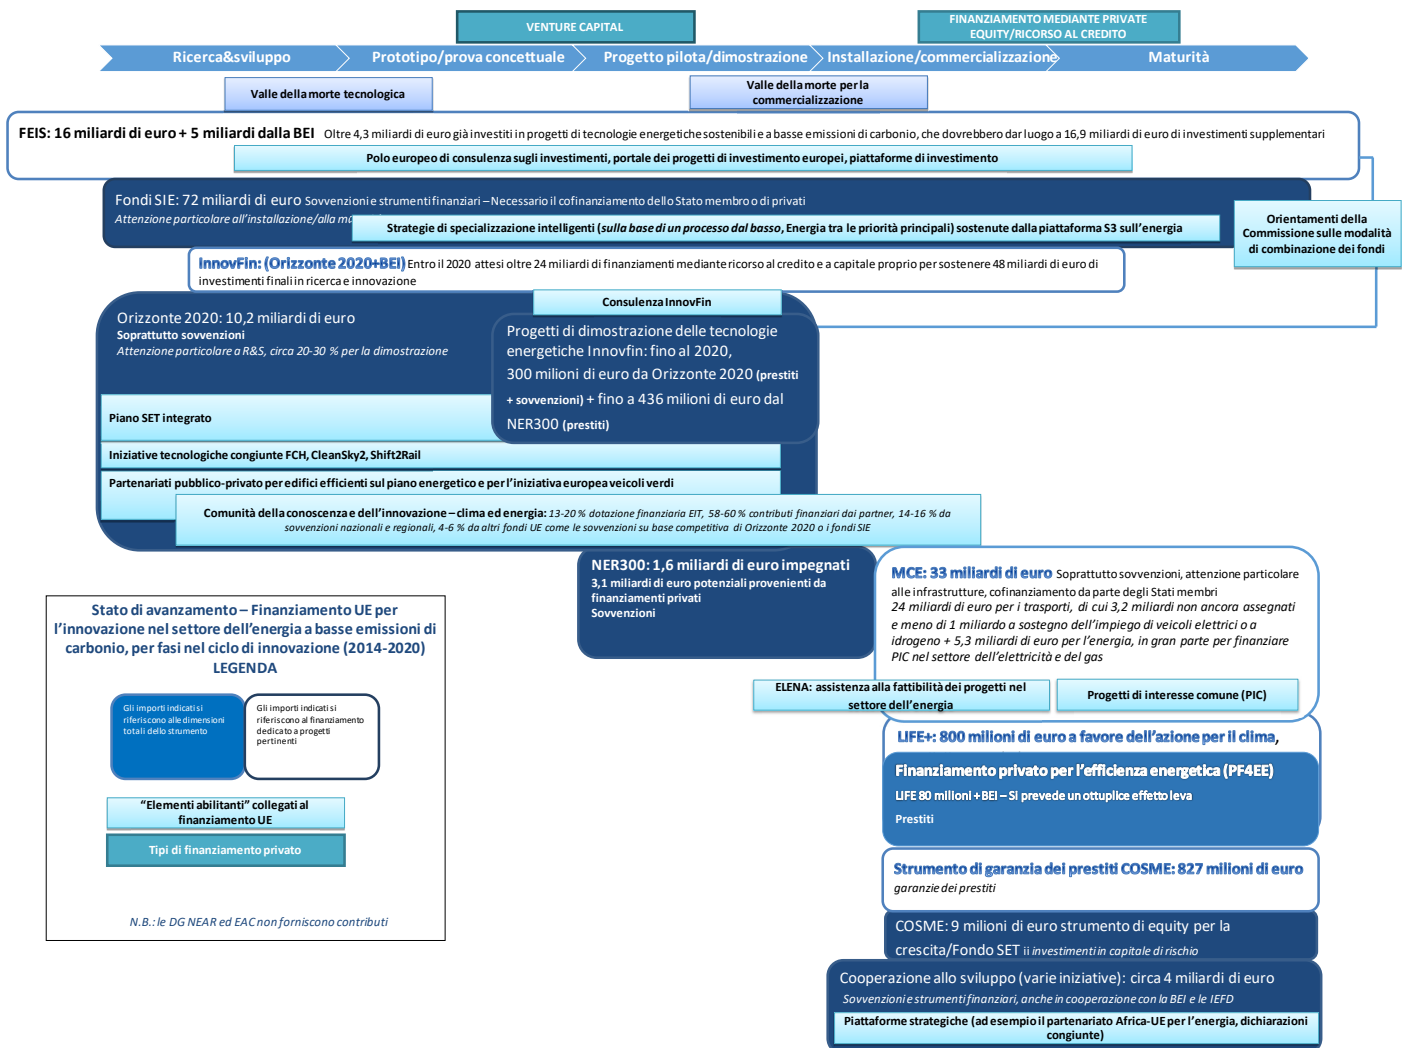 VENTURE CAPITAL
FINANZIAMENTO MEDIANTE PRIVATE
EQUITY/RICORSO AL CREDITO
Ricerca&sviluppo
Prototipo/prova concettuale
Progetto pilota/dimostrazione
Installazione/commercializzazione
Maturità
Valle della morte tecnologica
Valle della morte per la
commercializzazione
FEIS: 16 miliardi di euro + 5 miliardi dalla BEI Oltre 4,3 miliardi di euro già investiti in progetti di tecnologie energetiche sostenibili e a basse emissioni di carbonio, che dovrebbero dar luogo a 16,9 miliardi di euro di investimenti supplementari
Polo europeo di consulenza sugli investimenti, portale dei progetti di investimento europei, piattaforme di investimento
Fondi SIE: 72 miliardi di euro Sovvenzioni e strumenti finanziari – Necessario il cofinanziamento dello Stato membro o di privati
Attenzione particolare all'installazione/alla
Strategie di specializzazione intelligenti (sulla base di un processo dal basso, Energia tra le priorità principali) sostenute dalla piattaforma S3 sull'energia
Orientamenti della
Commissione sulle modalità
di combinazione dei fondi
InnovFin: (Orizzonte 2020+BEI) Entro il 2020 attesi oltre 24 miliardi di finanziamenti mediante ricorso al credito e a capitale proprio per sostenere 48 miliardi di euro di
investimenti finali in ricerca e innovazione
Consulenza InnovFin
Orizzonte 2020: 10,2 miliardi di euro
Soprattutto sovvenzioni
Attenzione particolare a R&S, circa 20-30 % per la dimostrazione
Progetti di dimostrazione delle tecnologie
energetiche Innovfin: fino al 2020,
300 milioni di euro da Orizzonte 2020 (prestiti
+ sovvenzioni) + fino a 436 milioni di euro dal
NER300 (prestiti)
Piano SET integrato
Iniziative tecnologiche congiunte FCH, CleanSky2, Shift2Rail
Partenariati pubblico-privato per edifici efficienti sul piano energetico e per l'iniziativa europea veicoli verdi
Comunità della conoscenza e dell'innovazione – clima ed energia: 13-20 % dotazione finanziaria EIT, 58-60 % contributi finanziari dai partner, 14-16 % da
sovvenzioni nazionali e regionali, 4-6 % da altri fondi UE come le sovvenzioni su base competitiva di Orizzonte 2020 o i fondi SIE
NER300: 1,6 miliardi di euro impegnati
3,1 miliardi di euro potenziali provenienti da
finanziamenti privati
Sovvenzioni
MCE: 33 miliardi di euro Soprattutto sovvenzioni, attenzione particolare
alle infrastrutture, cofinanziamento da parte degli Stati membri
24 miliardi di euro per i trasporti, di cui 3,2 miliardi non ancora assegnati
e meno di 1 miliardo a sostegno dell'impiego di veicoli elettrici o a
idrogeno + 5,3 miliardi di euro per l'energia, in gran parte per finanziare
PIC nel settore dell'elettricità e del gas
ELENA: assistenza alla fattibilità dei progetti nel
settore dell'energia
Progetti di interesse comune (PIC)
LIFE+: 800 milioni di euro a favore dell'azione per il clima,
Finanziamento privato per l'efficienza energetica (PF4EE)
LIFE 80 milioni +BEI – Si prevede un ottuplice effetto leva
Prestiti
Strumento di garanzia dei prestiti COSME: 827 milioni di euro
garanzie dei prestiti
COSME: 9 milioni di euro strumento di equity per la
crescita/Fondo SET ii investimenti in capitale di rischio
Cooperazione allo sviluppo (varie iniziative): circa 4 miliardi di euro
Sovvenzioni e strumenti finanziari, anche in cooperazione con la BEI e le IEFD
Piattaforme strategiche (ad esempio il partenariato Africa-UE per l'energia, dichiarazioni
congiunte)
Stato di avanzamento – Finanziamento UE per
l'innovazione nel settore dell'energia a basse emissioni di
carbonio, per fasi nel ciclo di innovazione (2014-2020)
LEGENDA
Gli importi indicati si
riferiscono alle dimensioni
totali dello strumento
Gli importi indicati si
riferiscono al finanziamento
dedicato a progetti
pertinenti
"Elementi abilitanti" collegati al
finanziamento UE
Tipi di finanziamento privato
N.B.: le DG NEAR ed EAC non forniscono contributi